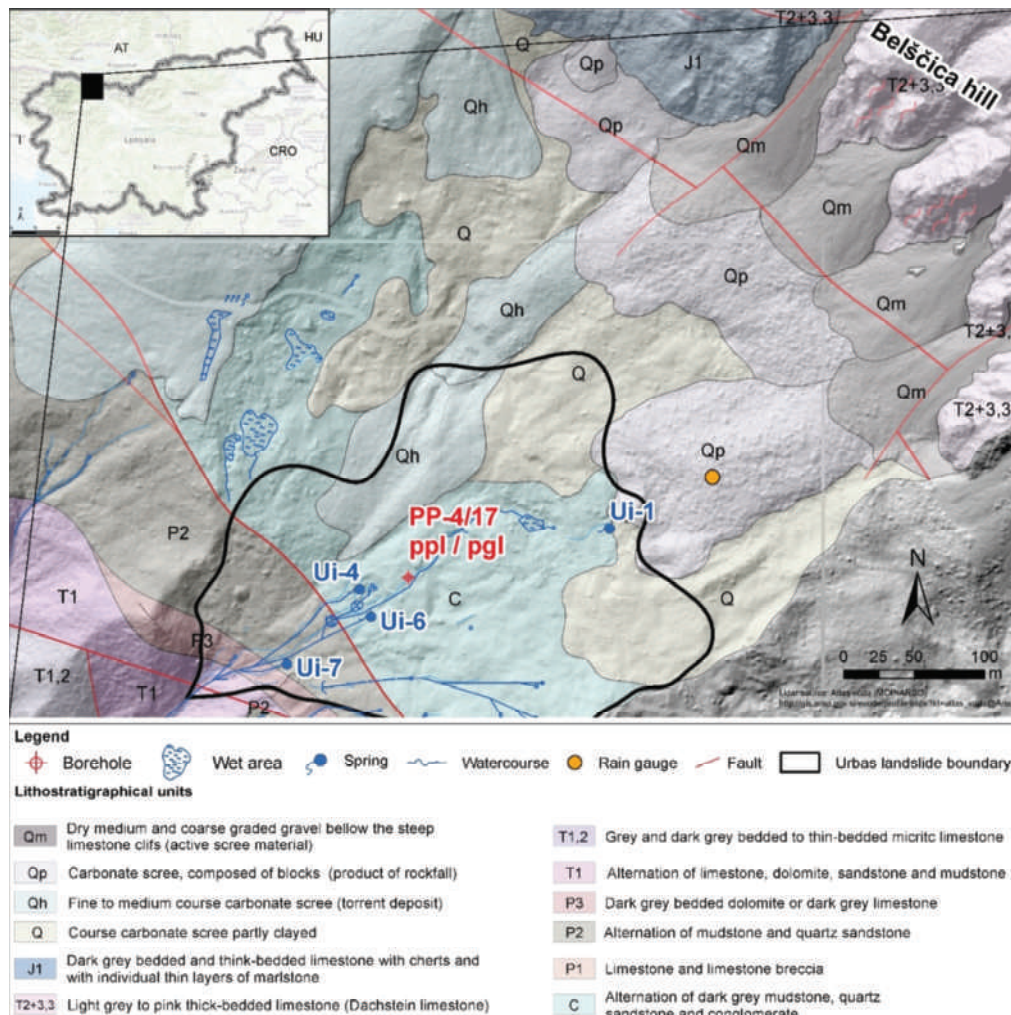 AT
HU
CRO
I
T2+3,3
Belščica hill
T2+3,3
Q
Qp
J1
Qh
Qp
Qm
Qm
Q
Qp
Qh
Qm
T2+3,
Q
Qm
T2+3,3
Qh
Qp
PP-4/17
ppl / pgl
Ui-1
P2
Ui-4
N
C
Q
T1
Ui-6
P3
Ui-7
T1,2
T1
P2
0 25 50 100
m
Legend
Borehole Wet area Spring Watercourse Rain gauge Fault Urbas landslide boundary
Lithostratigraphical units
Qm Dry medium and coarse graded gravel bellow the steep
limestone clifs (active scree material)
Qp Carbonate scree, composed of blocks (product of rockfall)
Qh Fine to medium course carbonate scree (torrent deposit)
Q Course carbonate scree partly clayed
J1 Dark grey bedded and think-bedded limestone with cherts and
with individual thin layers of marlstone
T2+3,3 Light grey to pink thick-bedded limestone (Dachstein limestone)
T1,2 Grey and dark grey bedded to thin-bedded micritc limestone
T1 Alternation of limestone, dolomite, sandstone and mudstone
P3 Dark grey bedded dolomite or dark grey limestone
P2 Alternation of mudstone and quartz sandstone
P1 Limestone and limestone breccia
C Alternation of dark grey mudstone, quartz
sandstone and conglomerate